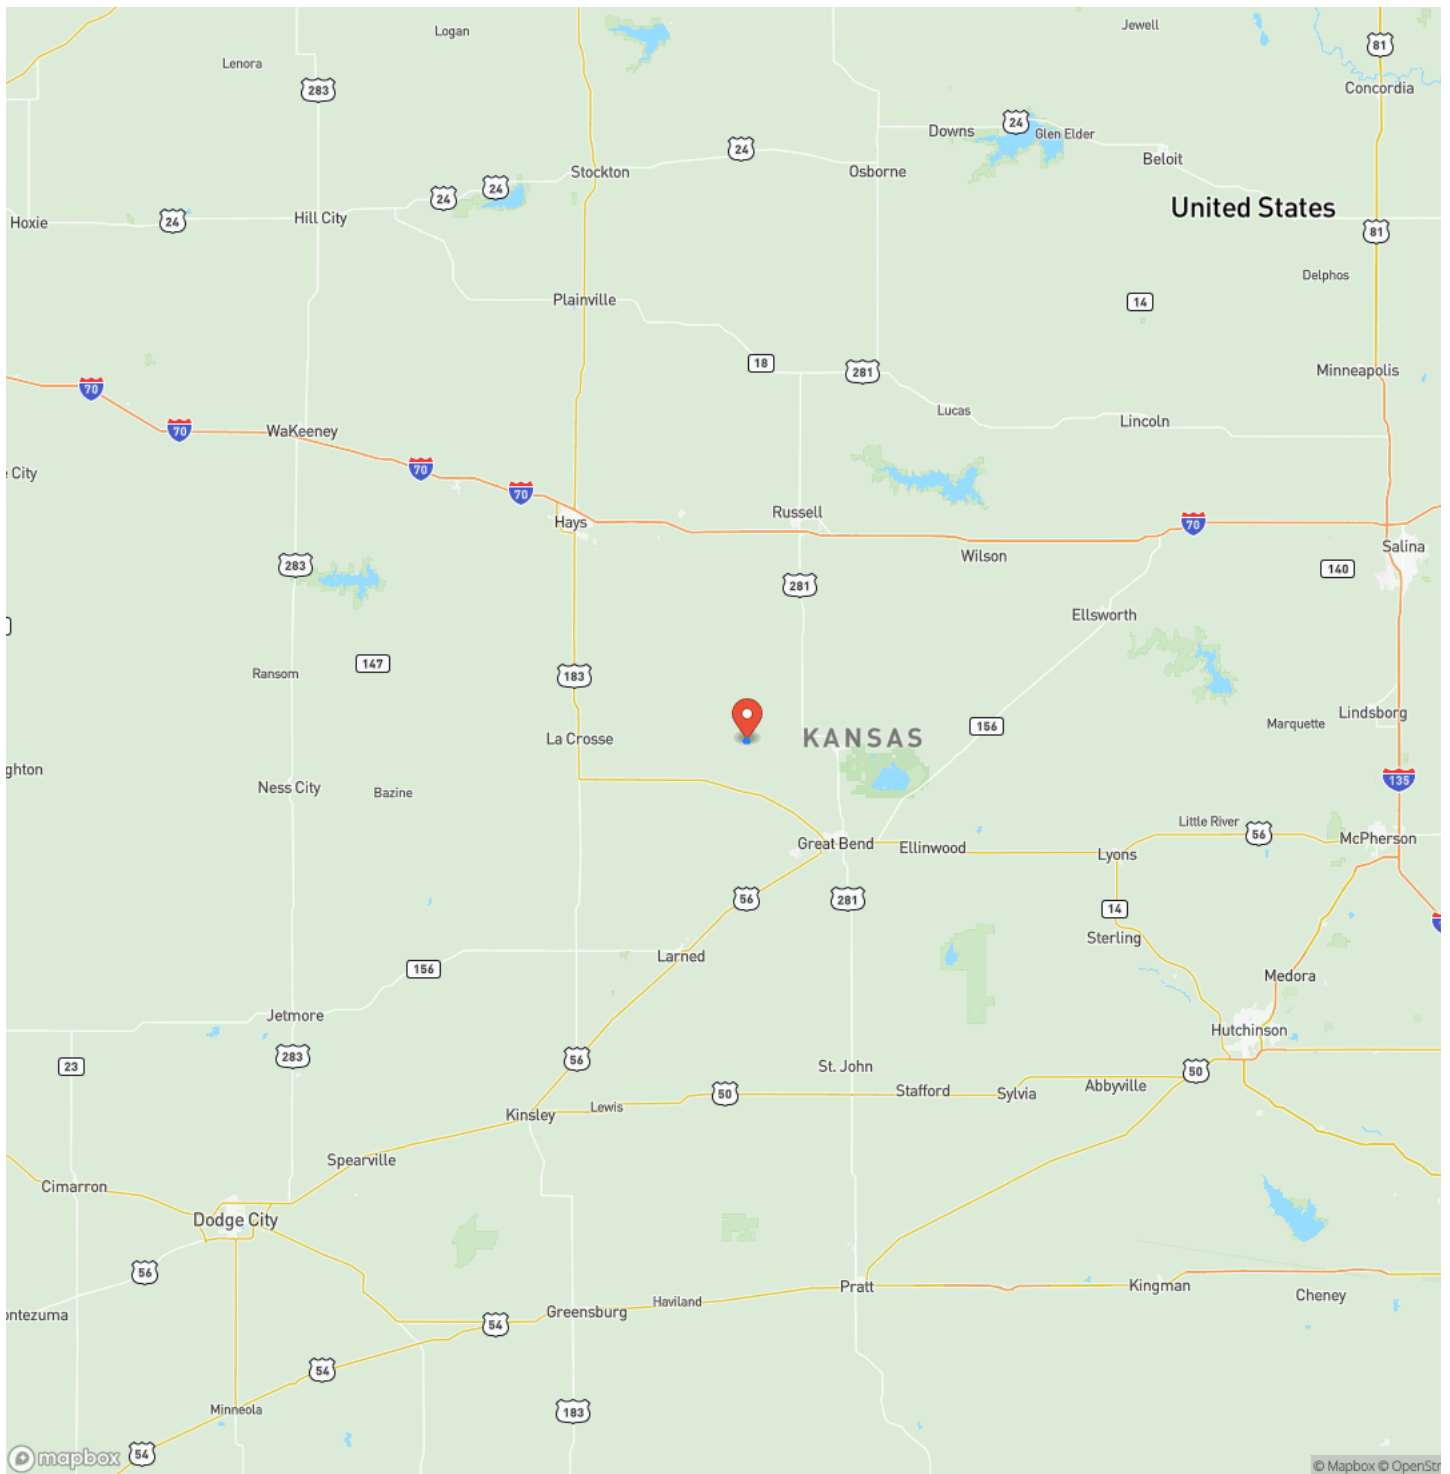 Logan
Jewell
81
Lenora
283
Concordia
24
Downs
Glen Elder
24
Beloit
Stockton
Osborne
24
24
United States
Hoxie
24
Hill City
81
Delphos
Plainville
14
18
281
Minneapolis
70
Lucas
Lincoln
70
WaKeeney
City
70
70
Russell
Hays
70
Salina
Wilson
283
140
281
Ellsworth
147
Ransom
183
Lindsborg
Marquette
156
La Crosse
KANSAS
ghton
135
Ness City
Bazine
Little River
56
McPherson
Great Bend
Ellinwood
Lyons
56
281
14
Sterling
Larned
156
Medora
Jetmore
Hutchinson
283
56
23
St. John
50
Abbyville
50
Stafford
Sylvia
Lewis
Kinsley
Spearville
Cimarron
Dodge City
56
Pratt
Kingman
Cheney
Haviland
Greensburg
ontezuma
54
54
Minneola
183
54
mapbox
© Mapbox © OpenStr